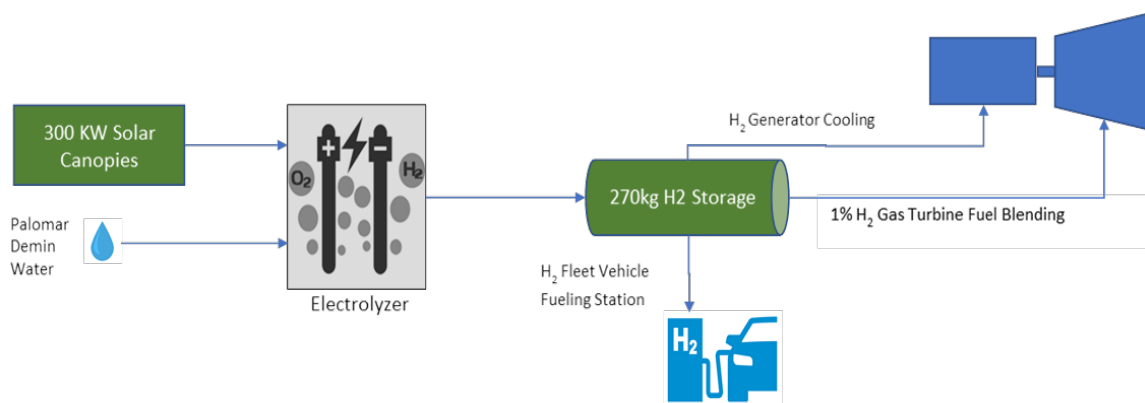 300 KW Solar
Canopies
Palomar
Demin
Water
+
−
O₂
H₂
Electrolyzer
H₂ Generator Cooling
270kg H2 Storage
1% H₂ Gas Turbine Fuel Blending
H₂ Fleet Vehicle
Fueling Station
H₂